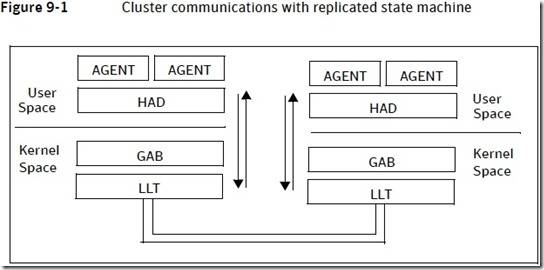 Figure 9-1 Cluster communications with replicated state machine
AGENT AGENT
User
Space
HAD
Kernel
Space
GAB
LLT
AGENT AGENT
HAD
User
Space
GAB
Kernel
Space
LLT